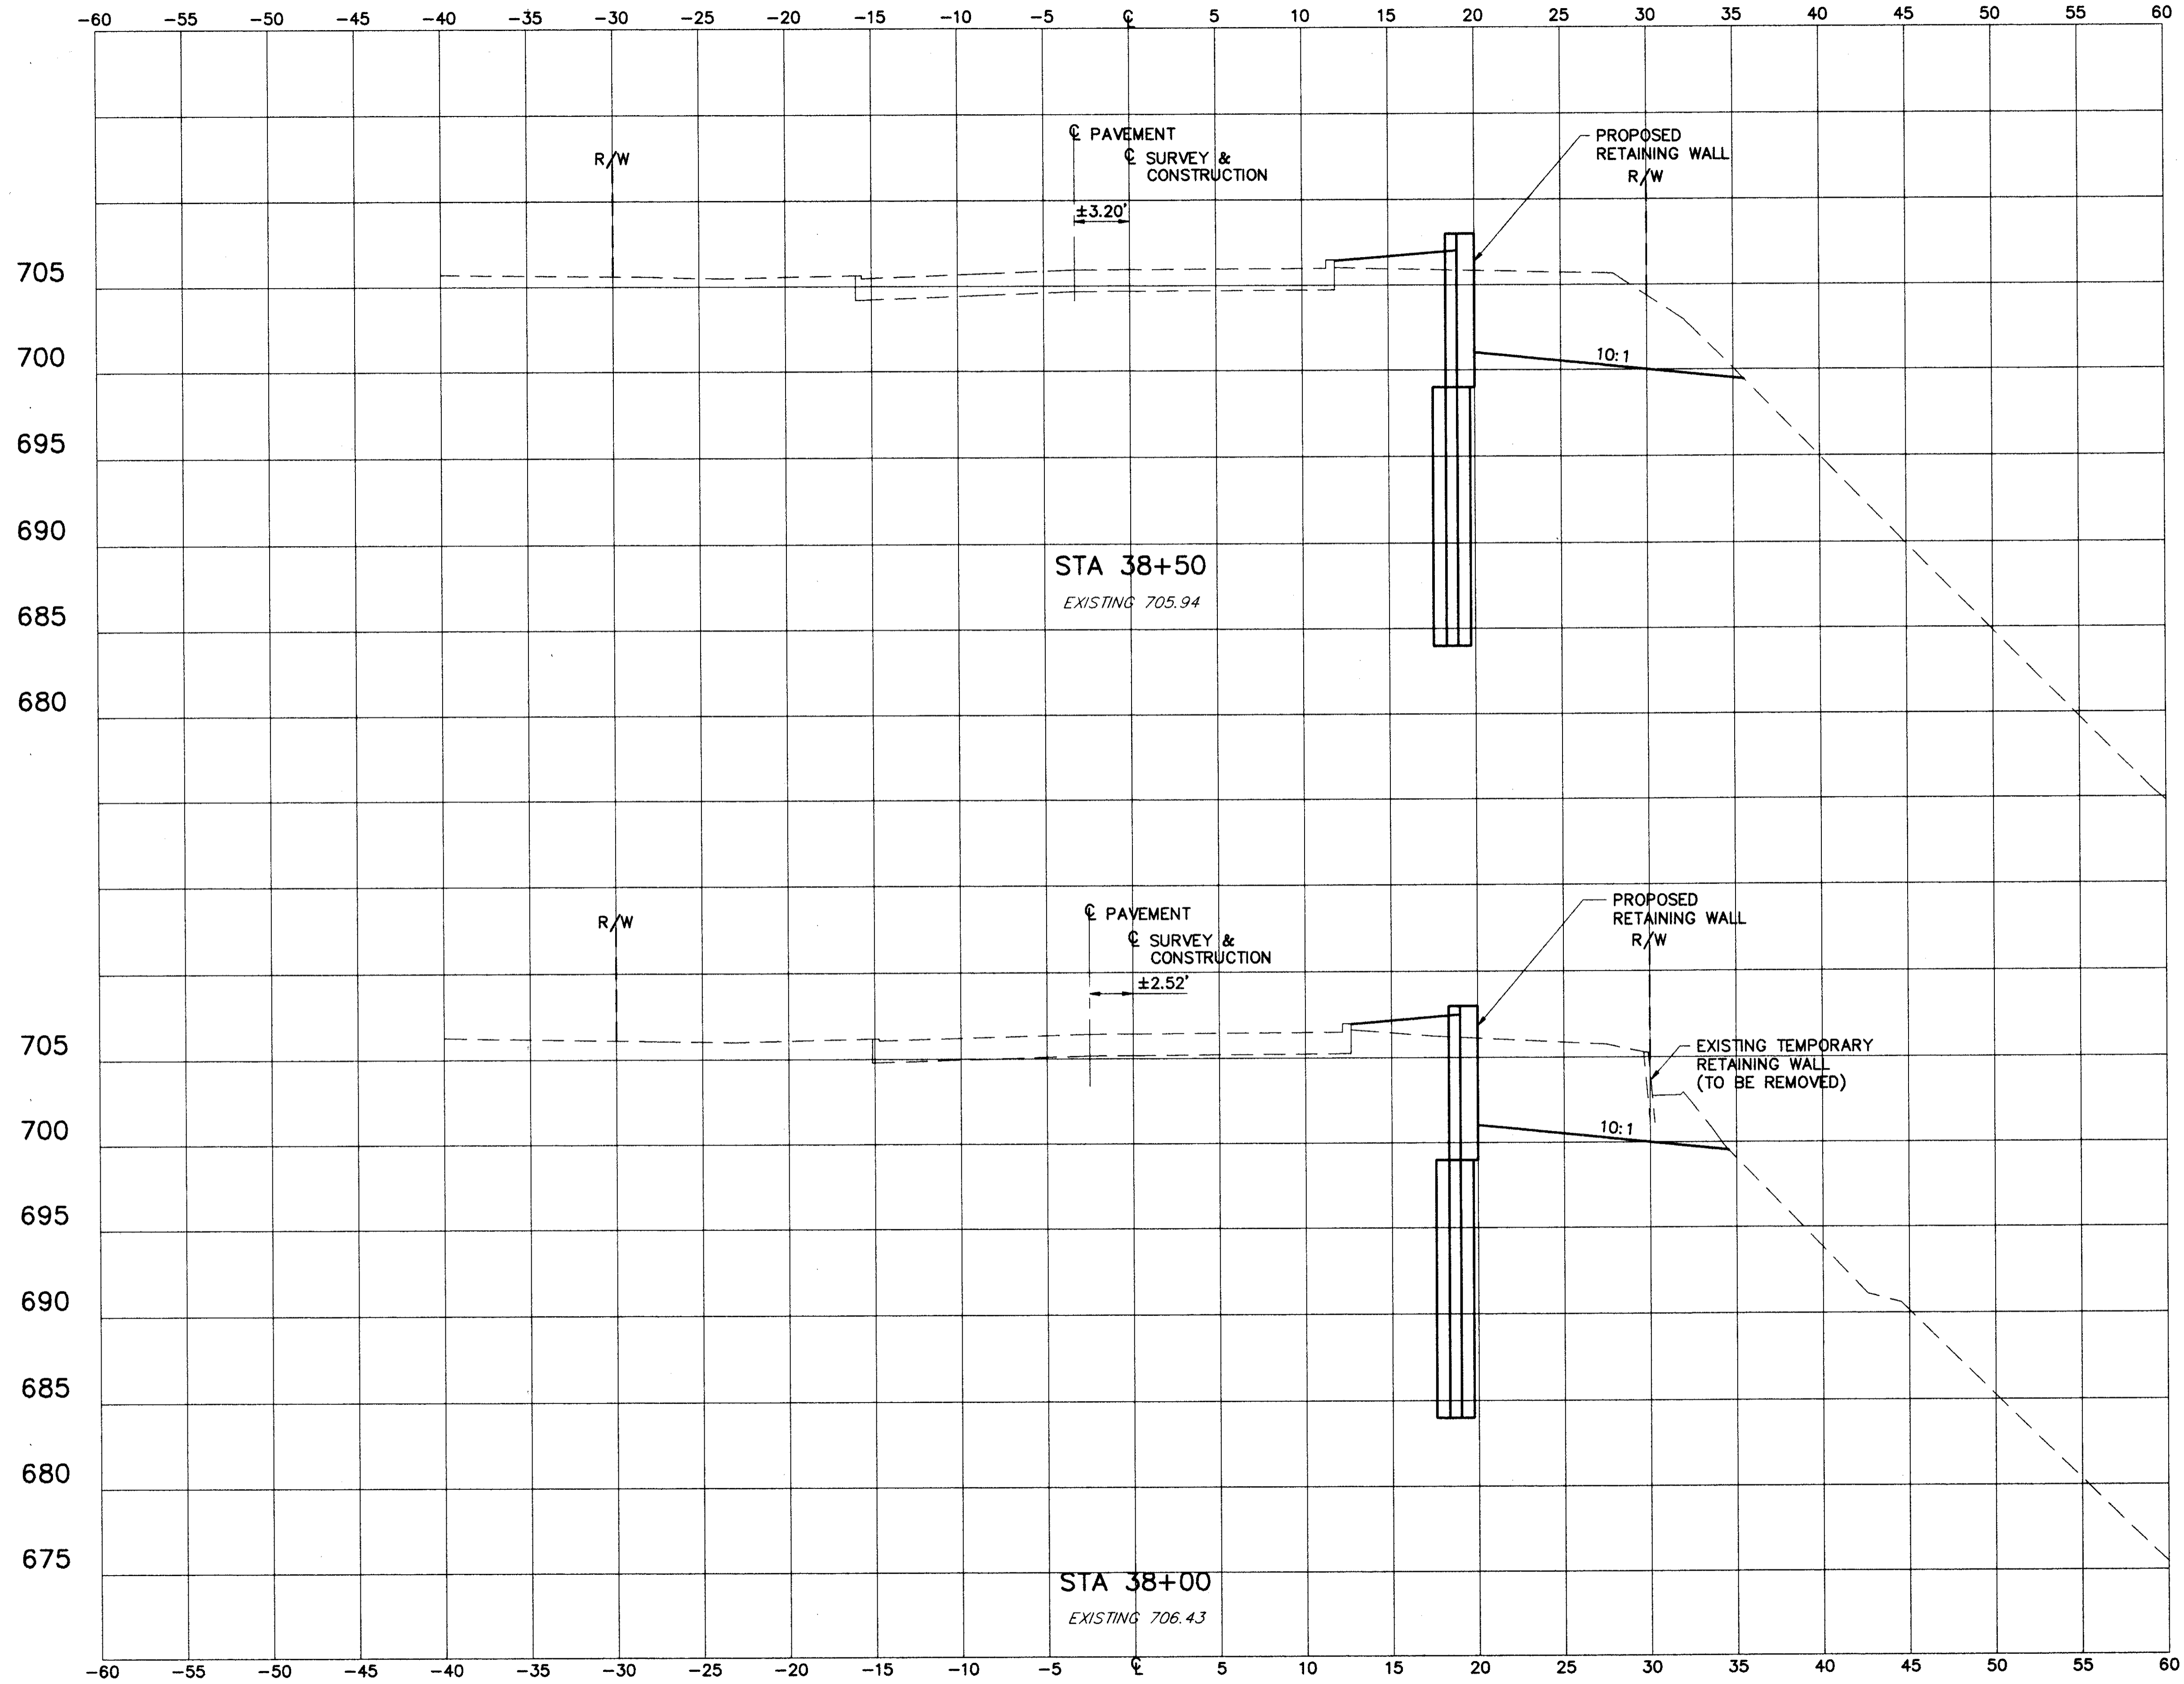 -60 -55 -50 -45 -40 -35 -30 -25 -20 -15 -10 -5 ℄ 5 10 15 20 25 30 35 40 45 50 55 60
℄ PAVEMENT
℄ SURVEY &
CONSTRUCTION
R/W
±3.20'
PROPOSED
RETAINING WALL
R/W
705
700
10:1
695
690
STA 38+50
EXISTING 705.94
685
680
R/W
℄ PAVEMENT
℄ SURVEY &
CONSTRUCTION
±2.52'
PROPOSED
RETAINING WALL
R/W
705
EXISTING TEMPORARY
RETAINING WALL
(TO BE REMOVED)
700
10:1
695
690
685
680
675
STA 38+00
EXISTING 706.43
-60 -55 -50 -45 -40 -35 -30 -25 -20 -15 -10 -5 ℄ 5 10 15 20 25 30 35 40 45 50 55 60